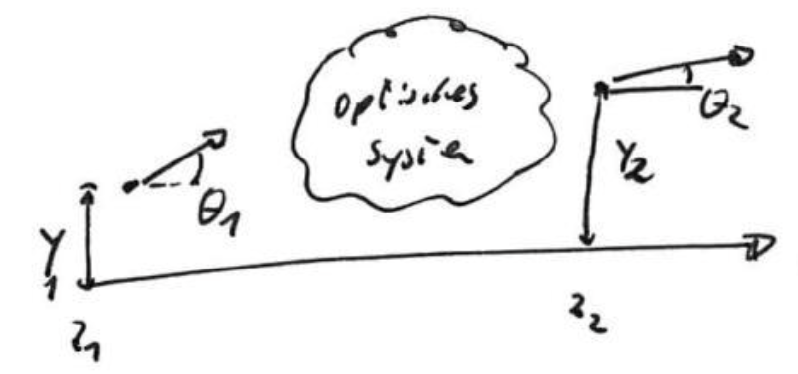 optisches
System
θ₁
θ₂
y₁
y₂
z₁
z₂